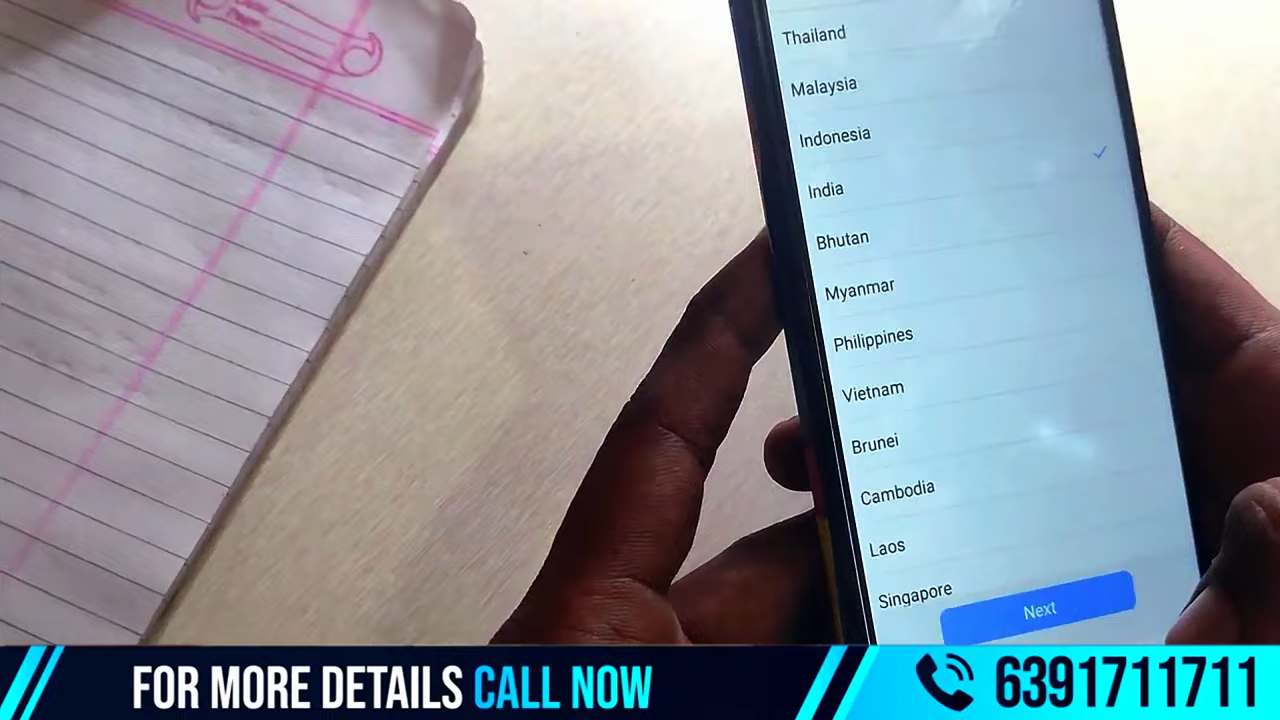 Thailand
Malaysia
Indonesia
India
Bhutan
Myanmar
Philippines
Vietnam
Brunei
Cambodia
Laos
Singapore
Next
FOR MORE DETAILS CALL NOW
6391711711